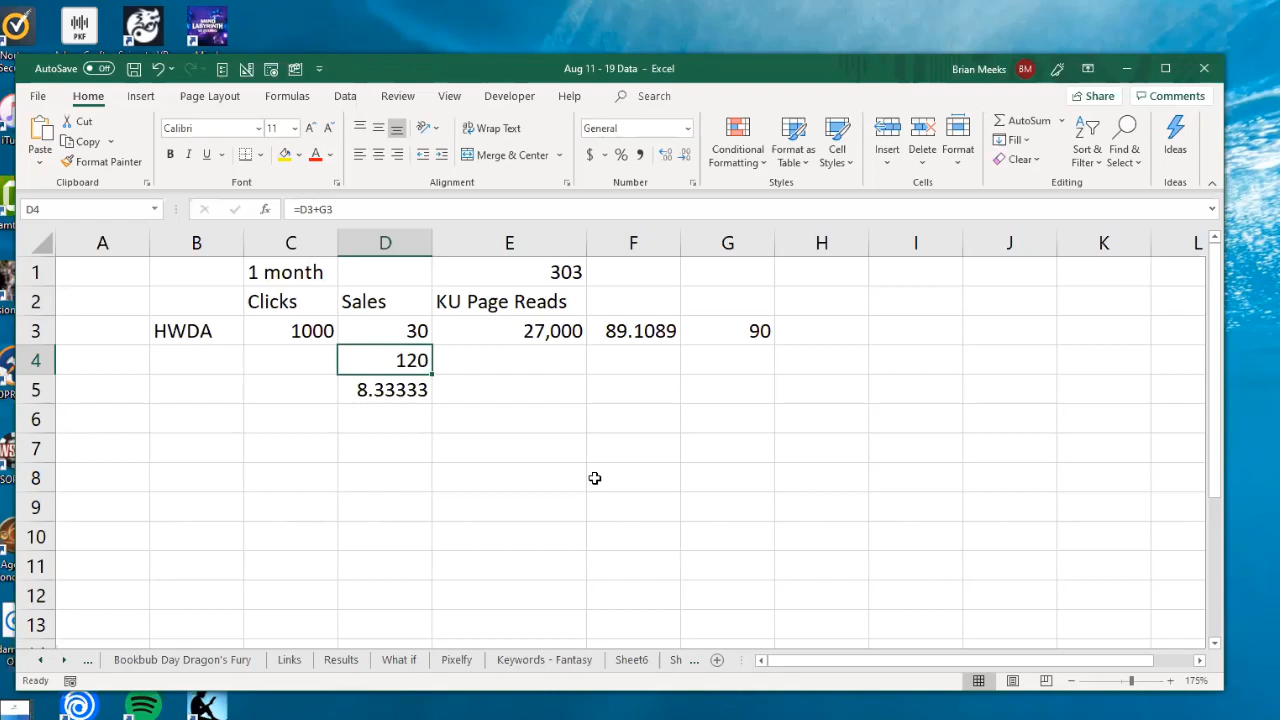 PKF
MIND LABYRINTH
AutoSave Off
Aug 11 - 19 Data - Excel
Brian Meeks BM
File Home Insert Page Layout Formulas Data Review View Developer Help Search Share Comments
Paste Cut
Copy
Format Painter
Calibri 11
B I U
Wrap Text
Merge & Center
General
$ % ,
Conditional Formatting
Format as Table
Cell Styles
Insert Delete Format
AutoSum
Fill
Clear
Sort & Filter
Find & Select
Ideas
Clipboard Font Alignment Number Styles Cells Editing Ideas
D4 fx =D3+G3
A B C D E F G H I J K L
1 1 month 303
2 Clicks Sales KU Page Reads
3 HWDA 1000 30 27,000 89.1089 90
4 120
5 8.33333
6
7
8
9
10
11
12
13
... Bookbub Day Dragon's Fury Links Results What if Pixelfy Keywords - Fantasy Sheet6 Sh ...
Ready 175%